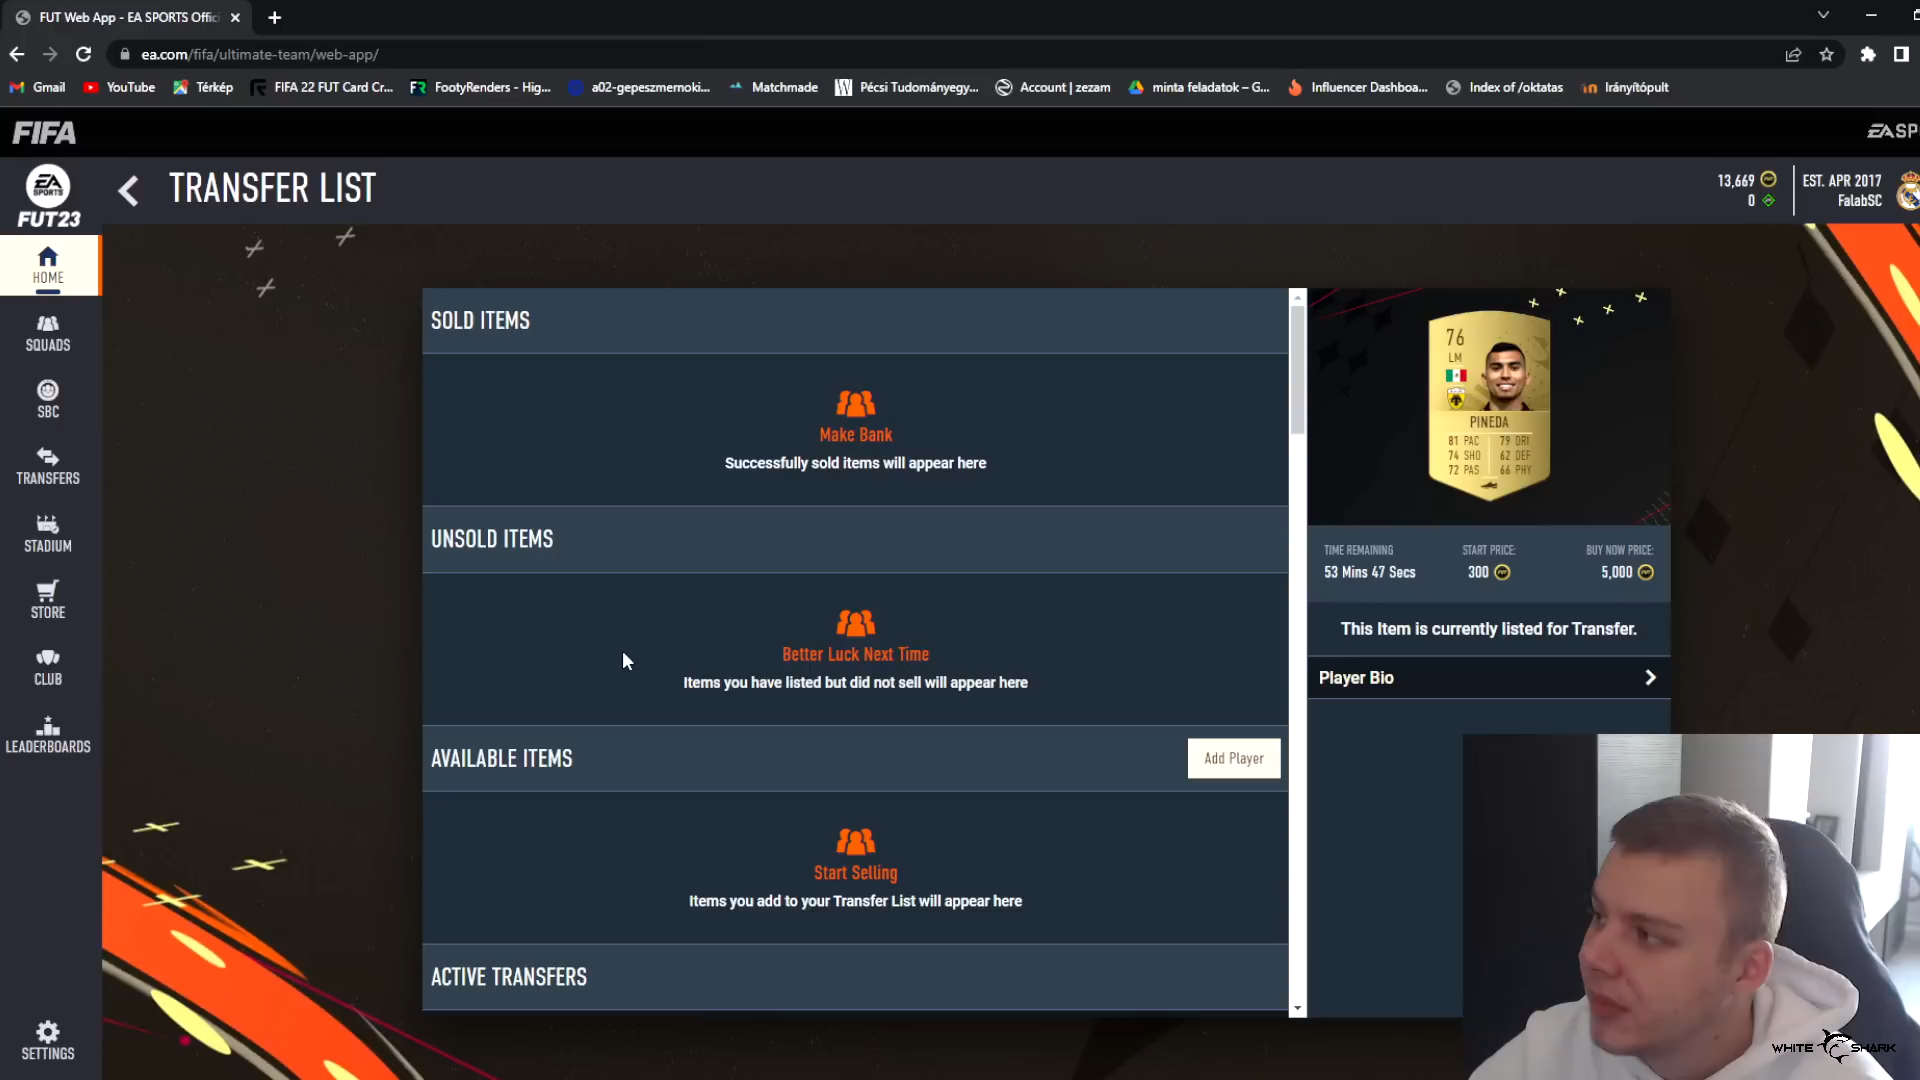 FUT Web App - EA SPORTS Offici
ea.com/fifa/ultimate-team/web-app/
Gmail
YouTube
Térkép
FIFA 22 FUT Card Cr...
FootyRenders - Hig...
a02-gepeszmernoki...
Matchmade
Pécsi Tudományegy...
Account | zezam
minta feladatok – G...
Influencer Dashboa...
Index of /oktatas
Irányítópult
FIFA
EA SP
EA SPORTS
FUT23
TRANSFER LIST
13,669
0
EST. APR 2017
FalabSC
HOME
SQUADS
SBC
TRANSFERS
STADIUM
STORE
CLUB
LEADERBOARDS
SETTINGS
SOLD ITEMS
Make Bank
Successfully sold items will appear here
UNSOLD ITEMS
Better Luck Next Time
Items you have listed but did not sell will appear here
AVAILABLE ITEMS
Add Player
Start Selling
Items you add to your Transfer List will appear here
ACTIVE TRANSFERS
76
LM
PINEDA
81 PAC 79 DRI
74 SHO 62 DEF
72 PAS 66 PHY
TIME REMAINING START PRICE: BUY NOW PRICE:
53 Mins 47 Secs 300 5,000
This Item is currently listed for Transfer.
Player Bio
WHITE SHARK